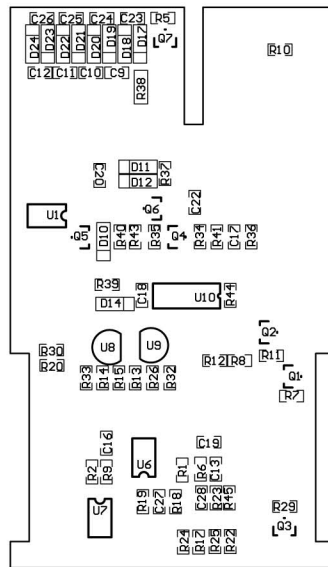 C26 C25 C24 C23 R5
D24 D23 D22 D21 D20 D19 D18 D17 Q7
R10
C12 C11 C10 C9 R38
C20 D11 R37
D12
U1 Q6 C22
Q5 D10 R40 R43 R35 Q4 R34 R41 C17 R36
R39 C18 U10 R44
D14
Q2
R30 U8 U9 R11
R20 R12 R8
R33 R14 R15 R13 R26 R32 Q1
R7
C16 C19
R2 R9 U6 R1 R6 C13
U7 R19 C27 R18 C28 R23 R45 R29
Q3
R24 R17 R25 R22